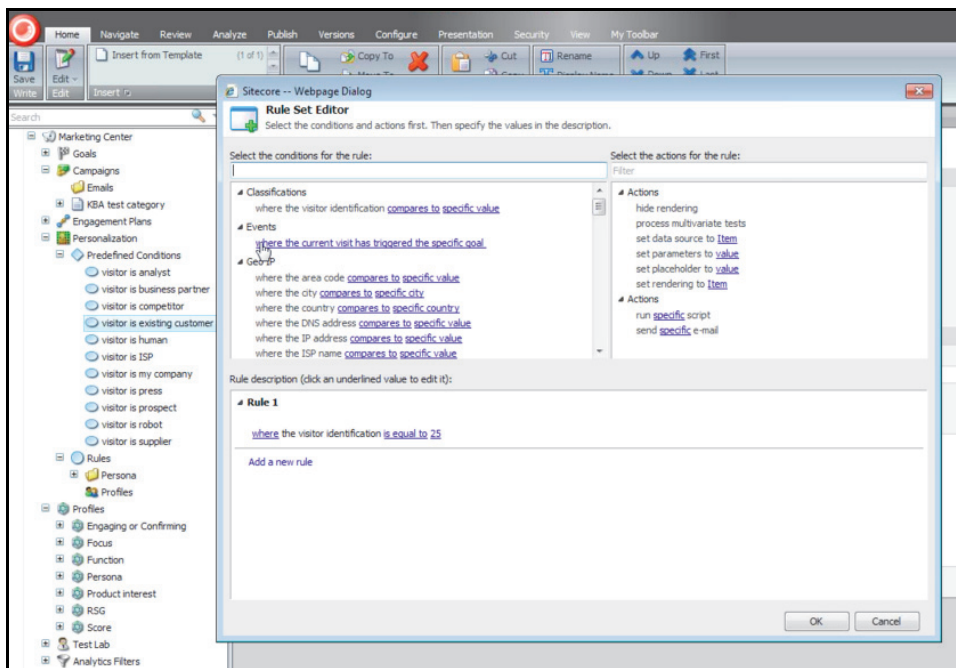 Home Navigate Review Analyze Publish Versions Configure Presentation Security View My Toolbar
Save
Write
Edit
Edit
Insert from Template (1 of 1)
Insert
Copy To
Cut
Rename
Up
First
Sitecore -- Webpage Dialog
Rule Set Editor
Select the conditions and actions first. Then specify the values in the description.
Search
Marketing Center
Goals
Campaigns
Emails
KBA test category
Engagement Plans
Personalization
Predefined Conditions
visitor is analyst
visitor is business partner
visitor is competitor
visitor is existing customer
visitor is human
visitor is ISP
visitor is my company
visitor is press
visitor is prospect
visitor is robot
visitor is supplier
Rules
Persona
Profiles
Profiles
Engaging or Confirming
Focus
Function
Persona
Product interest
RSG
Score
Test Lab
Analytics Filters
Select the conditions for the rule:
Classifications
where the visitor identification compares to specific value
Events
where the current visit has triggered the specific goal
GeoIP
where the area code compares to specific value
where the city compares to specific city
where the country compares to specific country
where the DNS address compares to specific value
where the IP address compares to specific value
where the ISP name compares to specific value
Select the actions for the rule:
Filter
Actions
hide rendering
process multivariate tests
set data source to Item
set parameters to value
set placeholder to value
set rendering to Item
Actions
run specific script
send specific e-mail
Rule description (click an underlined value to edit it):
Rule 1
where the visitor identification is equal to 25
Add a new rule
OK
Cancel